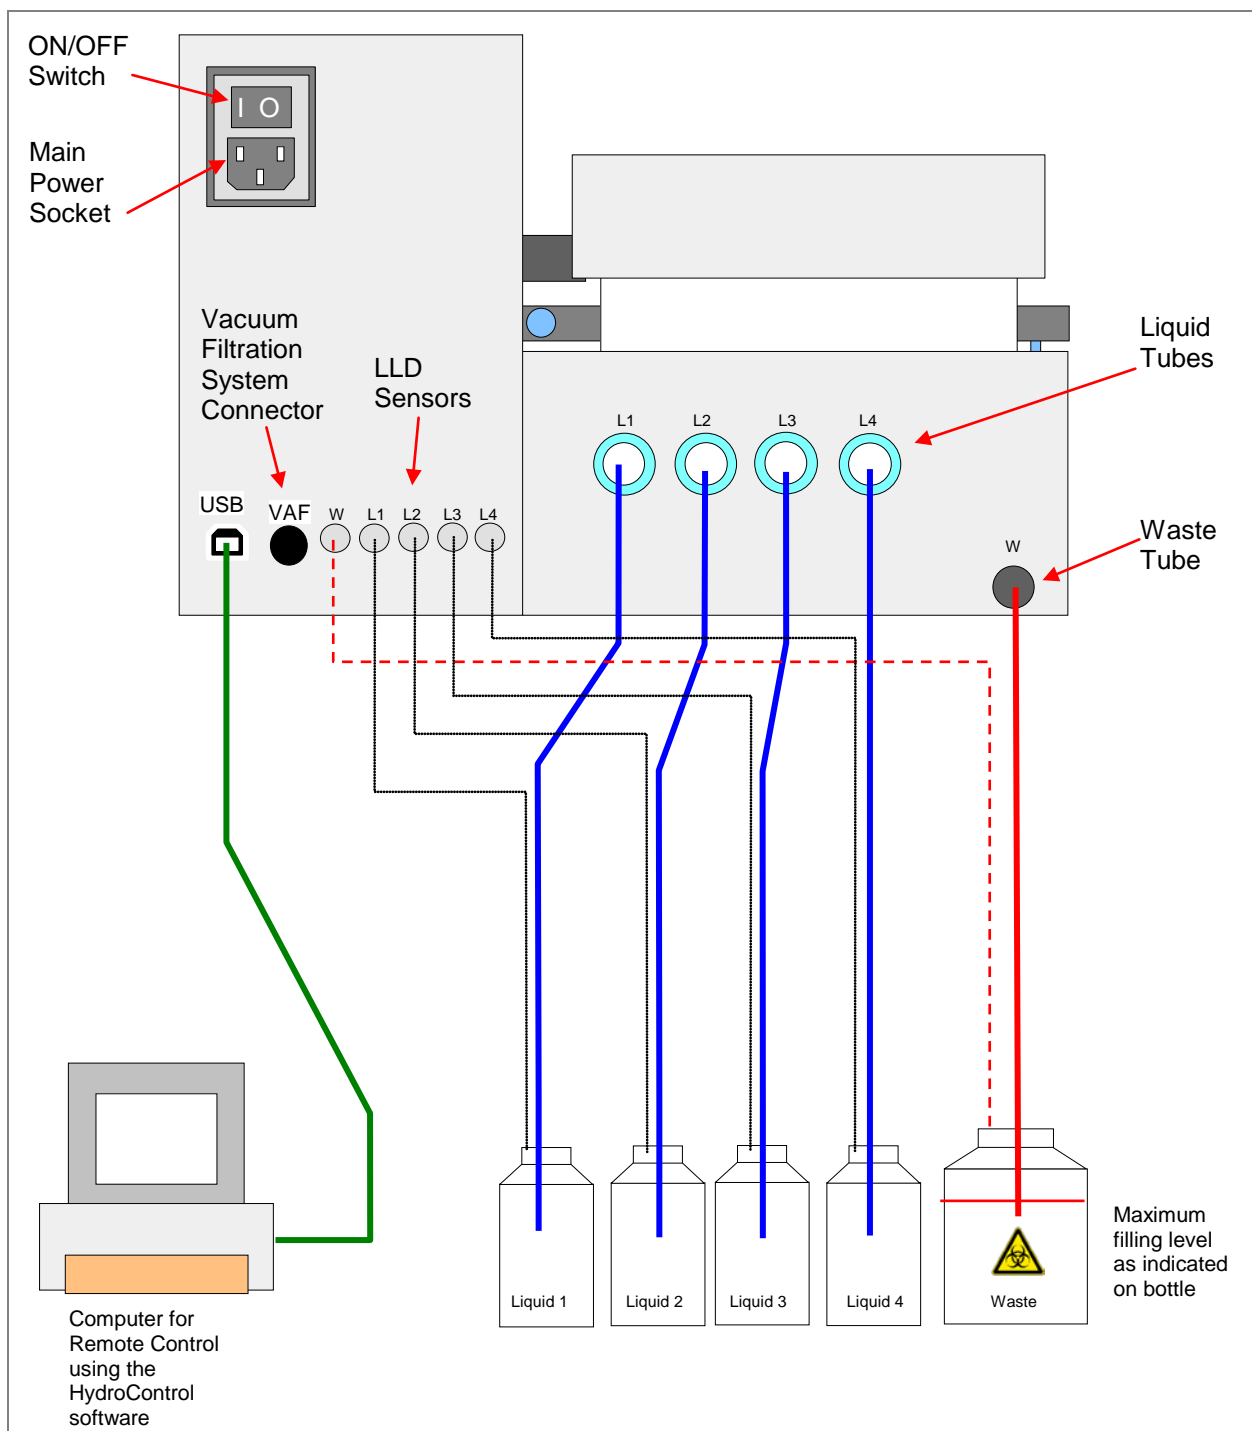 ON/OFF
Switch
I O
Main
Power
Socket
Vacuum
Filtration
System
Connector
LLD
Sensors
Liquid
Tubes
L1
L2
L3
L4
USB
VAF
W
L1
L2
L3
L4
Waste
Tube
W
Liquid 1
Liquid 2
Liquid 3
Liquid 4
Waste
Maximum
filling level
as indicated
on bottle
Computer for
Remote Control
using the
HydroControl
software